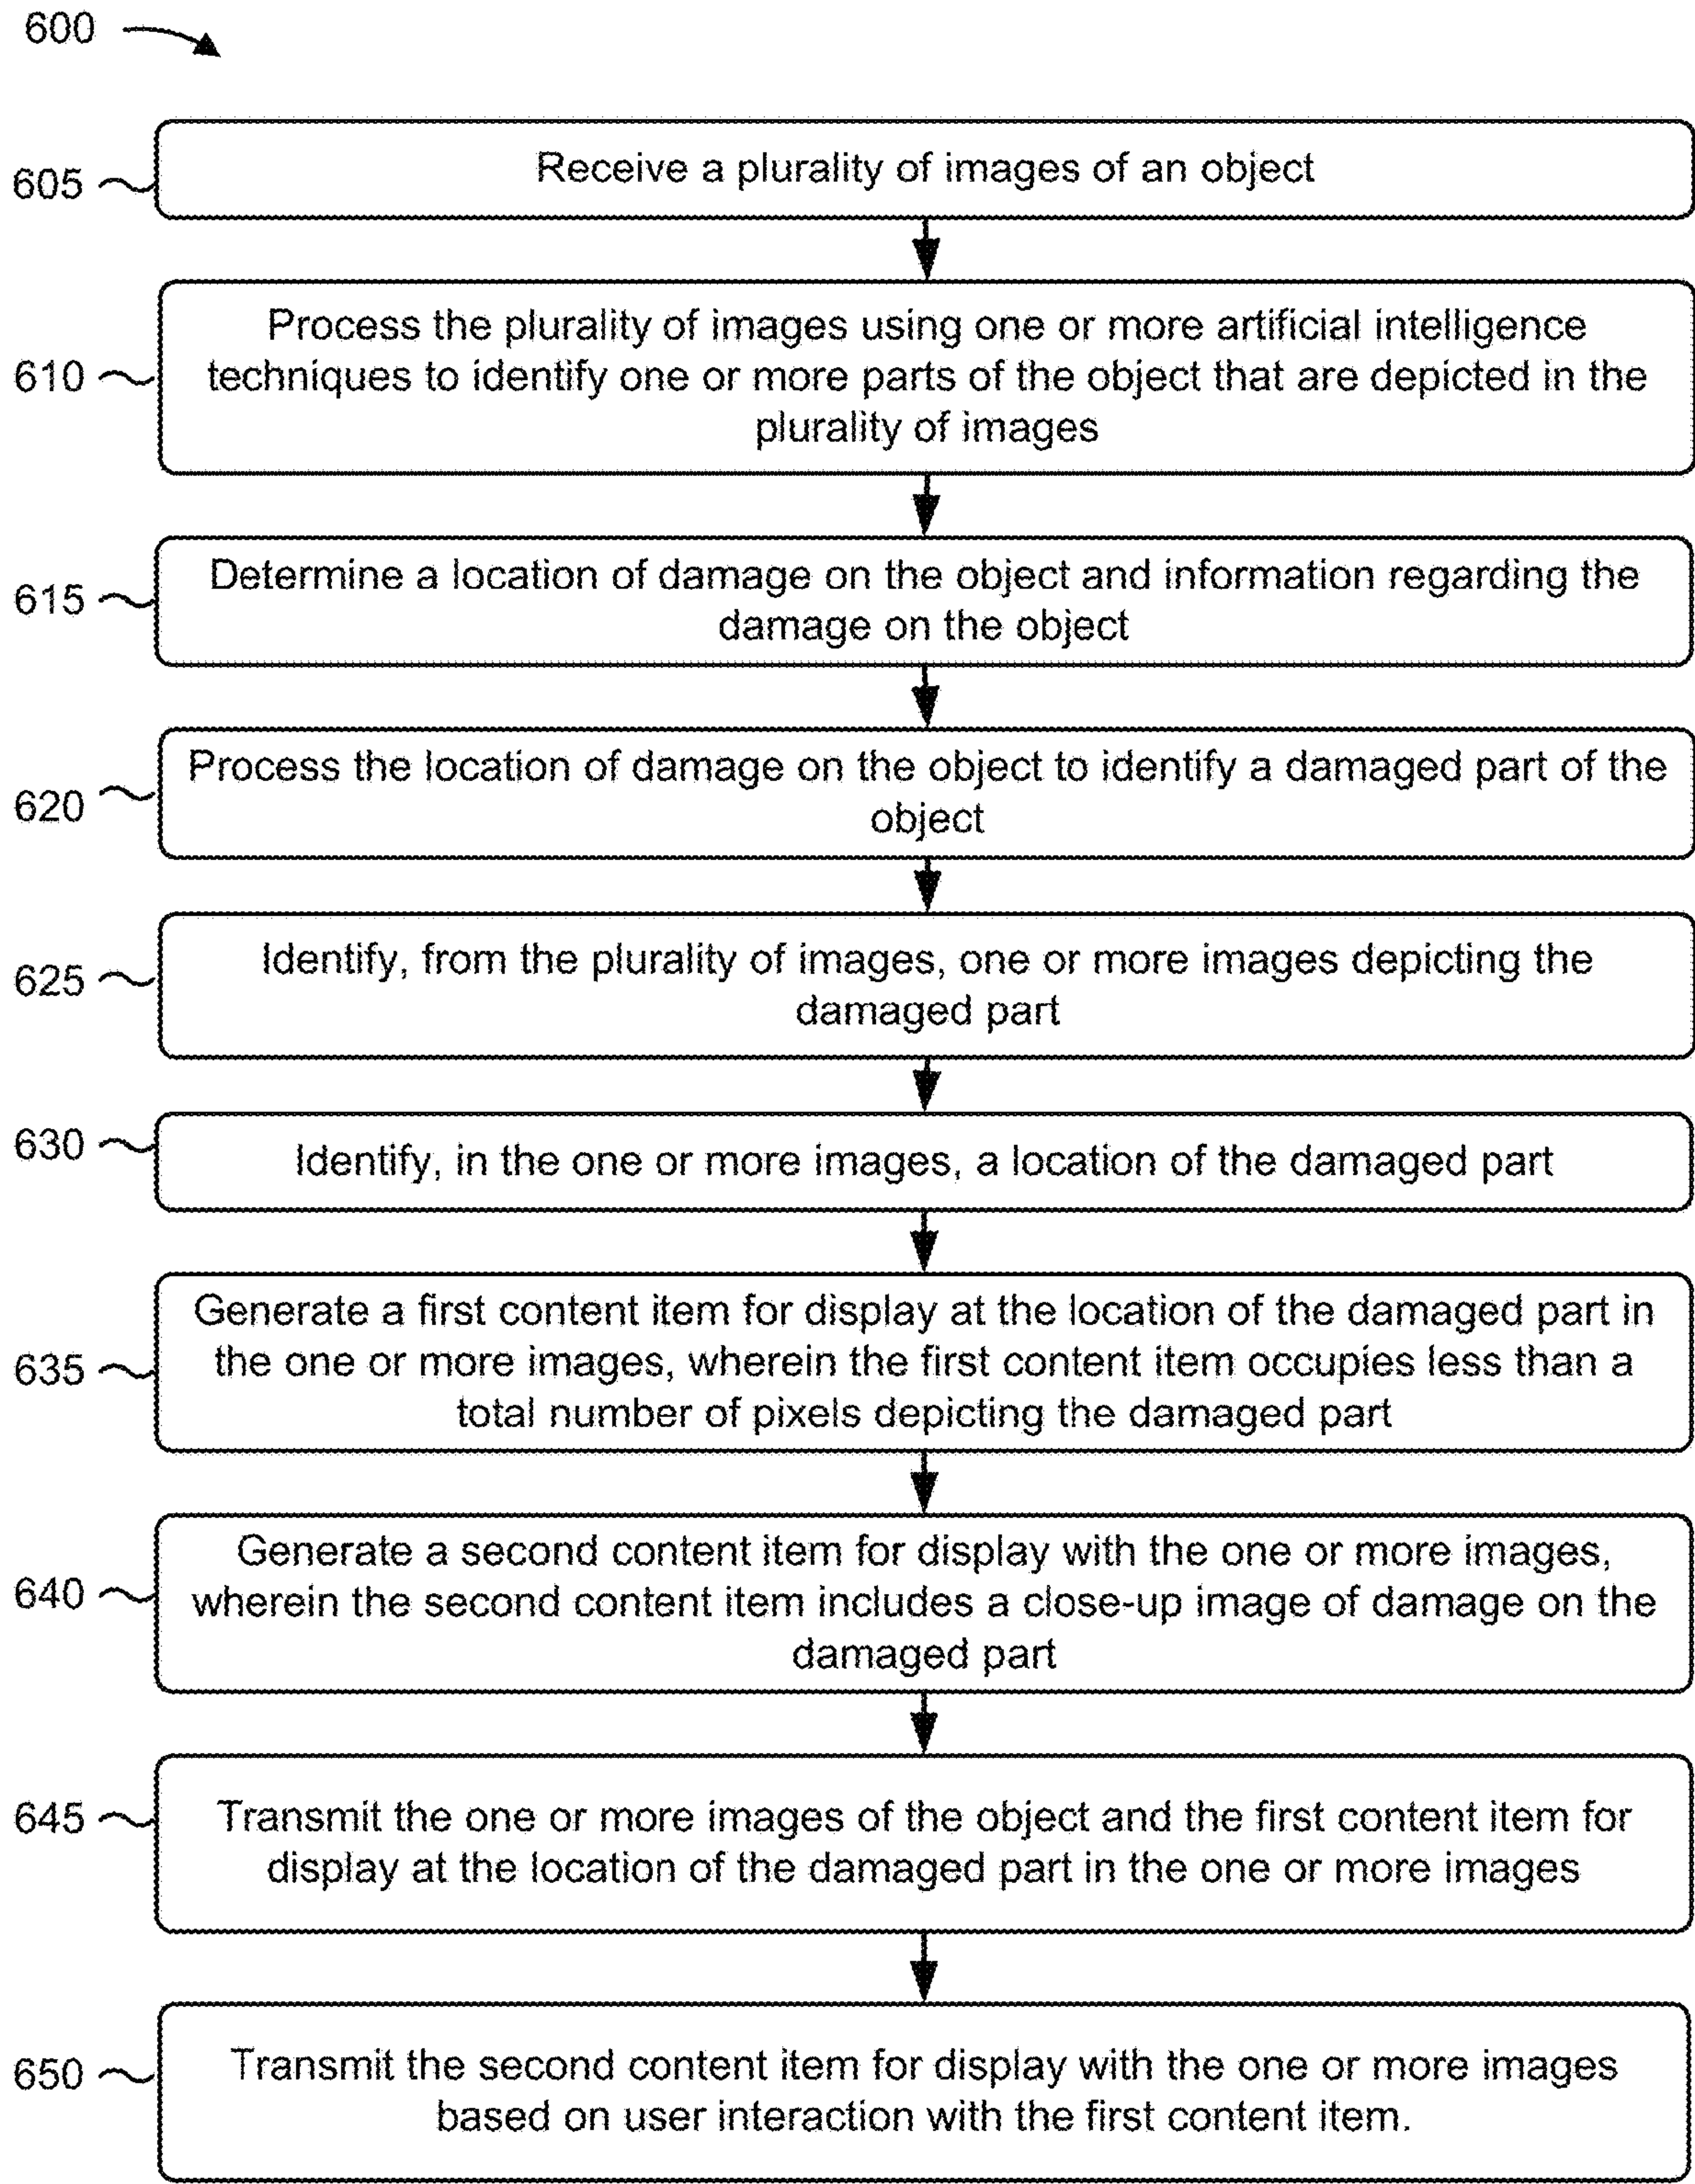 600
605
Receive a plurality of images of an object
610
Process the plurality of images using one or more artificial intelligence
techniques to identify one or more parts of the object that are depicted in the
plurality of images
615
Determine a location of damage on the object and information regarding the
damage on the object
620
Process the location of damage on the object to identify a damaged part of the
object
625
Identify, from the plurality of images, one or more images depicting the
damaged part
630
Identify, in the one or more images, a location of the damaged part
635
Generate a first content item for display at the location of the damaged part in
the one or more images, wherein the first content item occupies less than a
total number of pixels depicting the damaged part
640
Generate a second content item for display with the one or more images,
wherein the second content item includes a close-up image of damage on the
damaged part
645
Transmit the one or more images of the object and the first content item for
display at the location of the damaged part in the one or more images
650
Transmit the second content item for display with the one or more images
based on user interaction with the first content item.